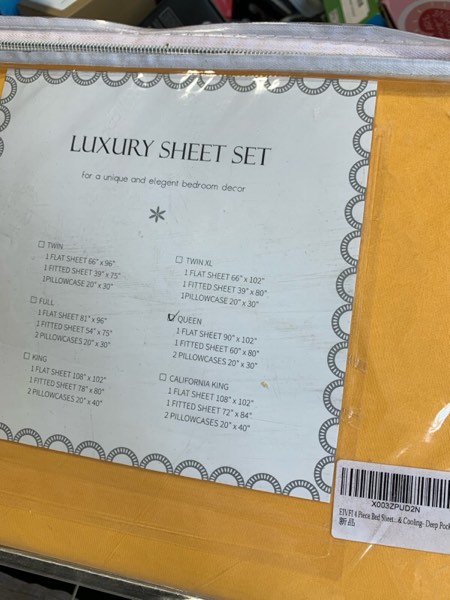 LUXURY SHEET SET
for a unique and elegent bedroom decor
TWIN
1 FLAT SHEET 66" x 96"
1 FITTED SHEET 39" x 75"
1PILLOWCASE 20" x 30"
TWIN XL
1 FLAT SHEET 66" x 102"
1 FITTED SHEET 39" x 80"
1PILLOWCASE 20" x 30"
FULL
1 FLAT SHEET 81" x 96"
1 FITTED SHEET 54" x 75"
2 PILLOWCASES 20" x 30"
QUEEN
1 FLAT SHEET 90" x 102"
1 FITTED SHEET 60" x 80"
2 PILLOWCASES 20" x 30"
KING
1 FLAT SHEET 108" x 102"
1 FITTED SHEET 78" x 80"
2 PILLOWCASES 20" x 40"
CALIFORNIA KING
1 FLAT SHEET 108" x 102"
1 FITTED SHEET 72" x 84"
2 PILLOWCASES 20" x 40"
X003ZPUD2N
Piece Bed Sheet... & Cooling- Deep Pock
新品